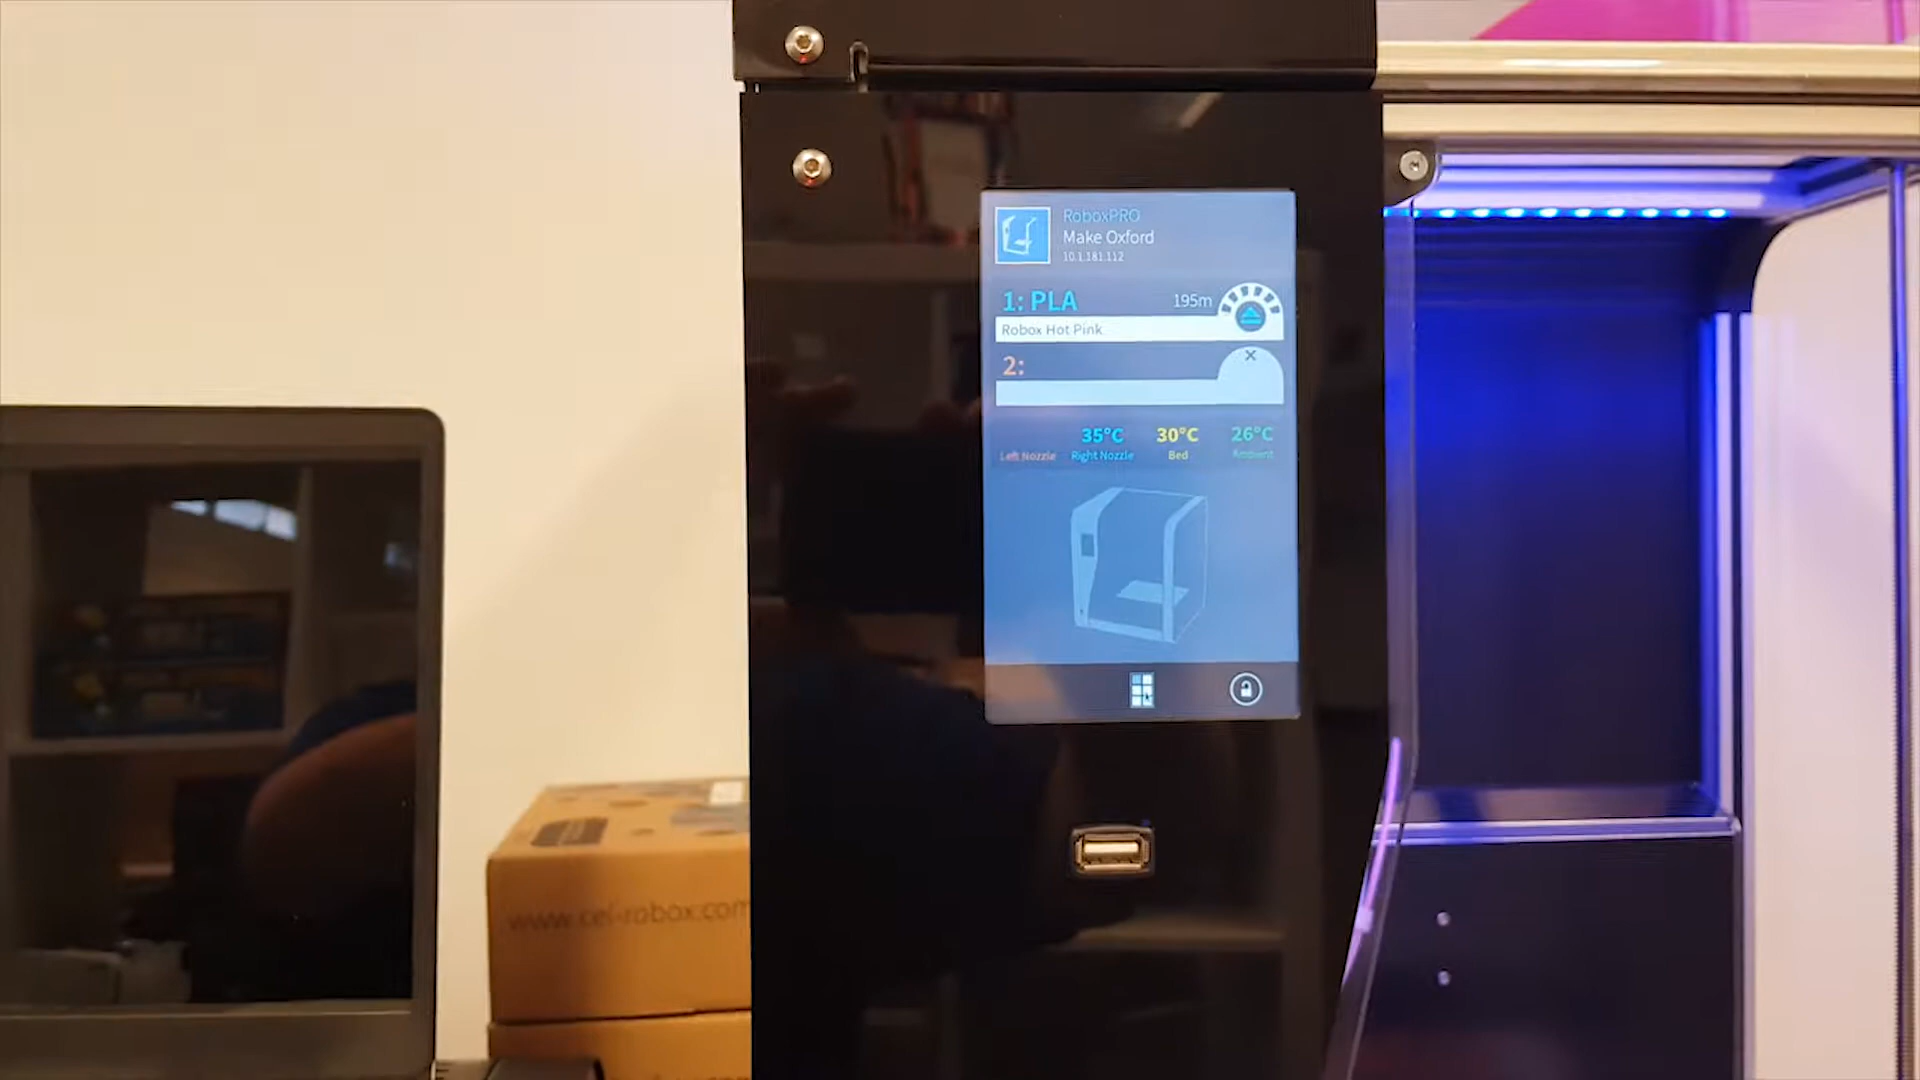 RoboxPRO
Make Oxford
10.1.181.112
1: PLA
195m
Robox Hot Pink
2:
35°C
30°C
26°C
Left Nozzle
Right Nozzle
Bed
Ambient
www.cel-robox.com